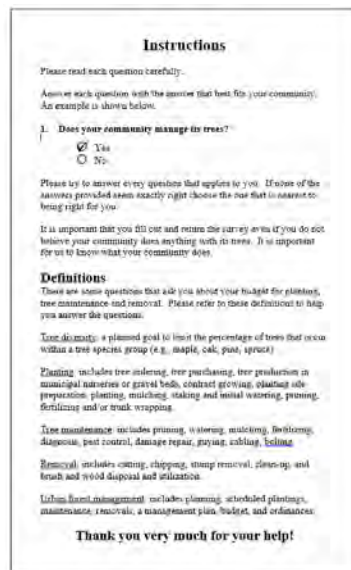 Instructions
Please read each question carefully.
Answer each question with the answer that best fits your community.
An example is shown below.
1. Does your community manage its trees?
Yes
No
Please try to answer every question that applies to you. If none of the
answers provided seem exactly right choose the one that is nearest to
being right for you.
It is important that you fill out and return the survey even if you do not
believe your community does anything with its trees. It is important
for us to know what your community does.
Definitions
There are some questions that ask you about your budget for planting,
tree maintenance and removal. Please refer to these definitions to help
you answer the questions.
Tree diversity: a planned goal to limit the percentage of trees that occur
within a tree species group (e.g., maple, oak, pine, spruce)
Planting: includes tree ordering, tree purchasing, tree production in
municipal nurseries or gravel beds, contract growing, planting site
preparation, planting, mulching, staking and initial watering, pruning,
fertilizing and/or trunk wrapping.
Tree maintenance: includes pruning, watering, mulching, fertilizing,
diagnosis, pest control, damage repair, guying, cabling, bolting.
Removal: includes cutting, chipping, stump removal, clean-up, and
brush and wood disposal and utilization.
Urban forest management: includes planning, scheduled plantings,
maintenance, removals, a management plan, budget, and ordinances.
Thank you very much for your help!